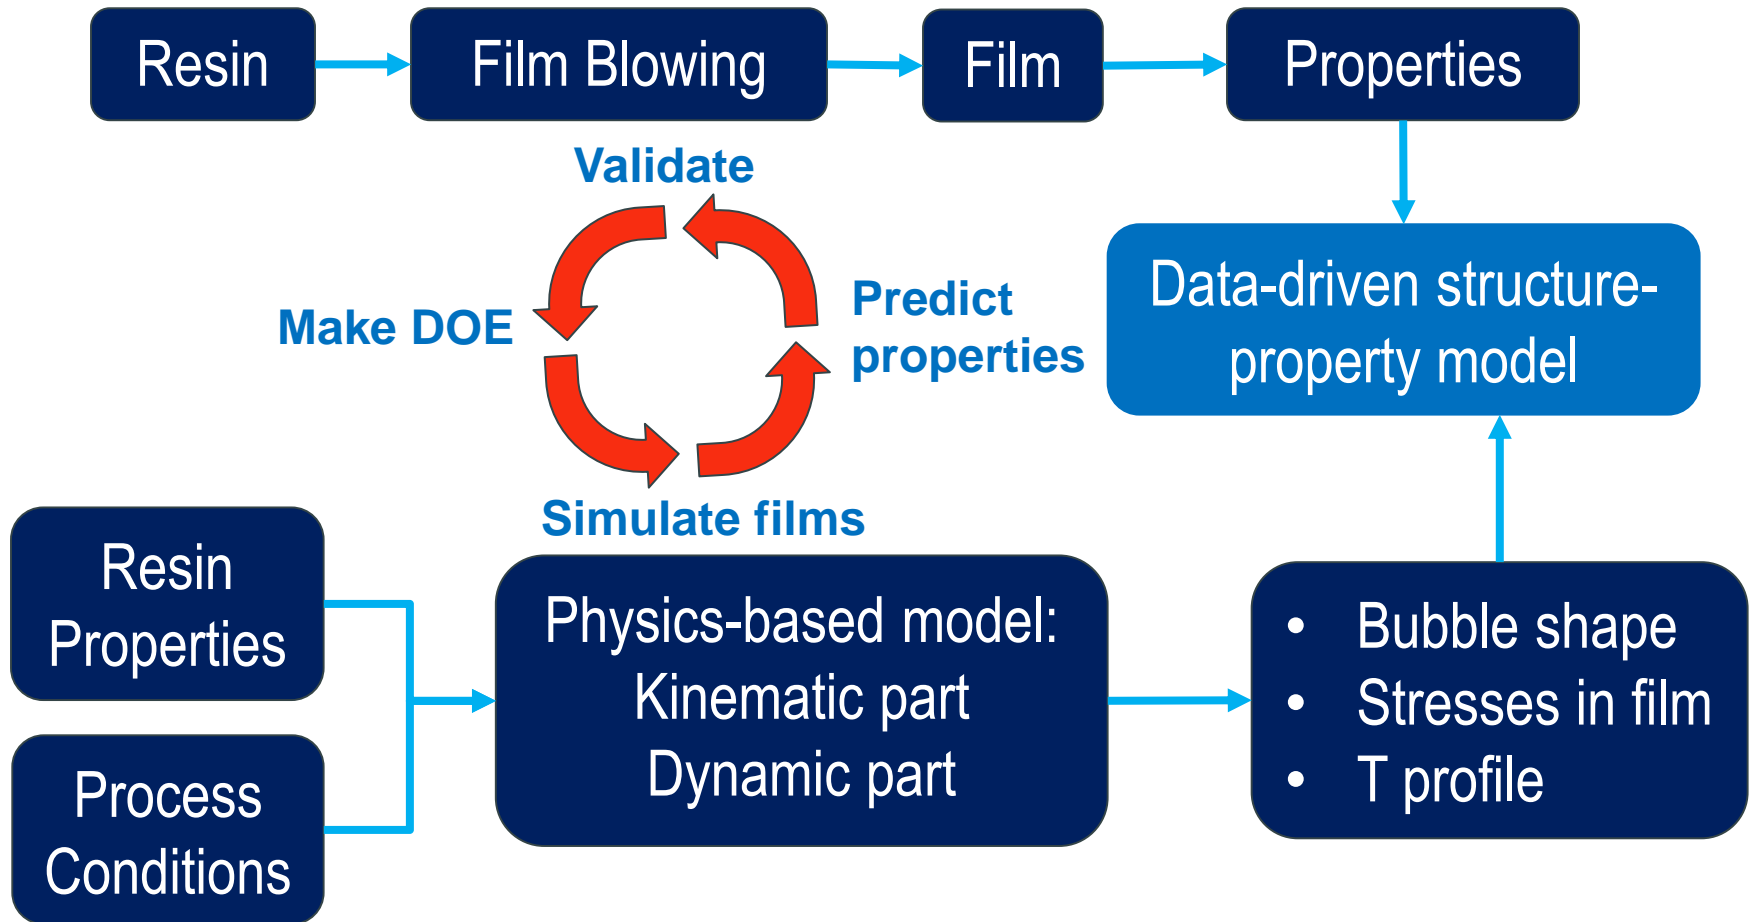 Resin
Film Blowing
Film
Properties
Validate
Make DOE
Predict
properties
Simulate films
Data-driven structure-
property model
Resin
Properties
Process
Conditions
Physics-based model:
Kinematic part
Dynamic part
• Bubble shape
• Stresses in film
• T profile